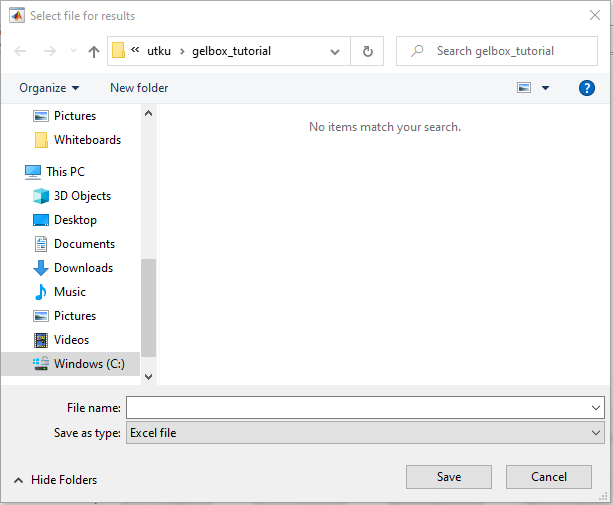 Select file for results
« utku › gelbox_tutorial
Search gelbox_tutorial
Organize
New folder
?
Pictures
Whiteboards
This PC
3D Objects
Desktop
Documents
Downloads
Music
Pictures
Videos
Windows (C:)
No items match your search.
File name:
Save as type: Excel file
Hide Folders
Save
Cancel